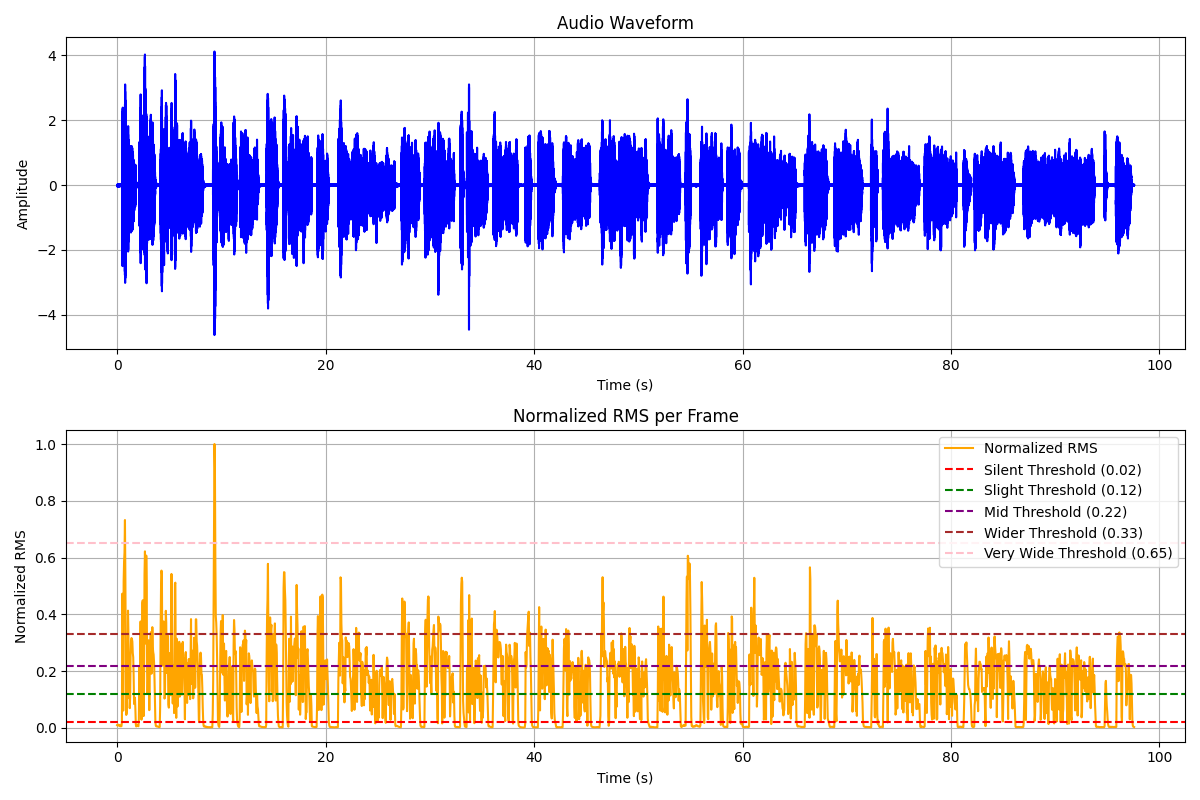 Audio Waveform
4
2
0
−2
−4
Amplitude
0 20 40 60 80 100
Time (s)
Normalized RMS per Frame
1.0
0.8
0.6
0.4
0.2
0.0
Normalized RMS
Normalized RMS
Silent Threshold (0.02)
Slight Threshold (0.12)
Mid Threshold (0.22)
Wider Threshold (0.33)
Very Wide Threshold (0.65)
0 20 40 60 80 100
Time (s)